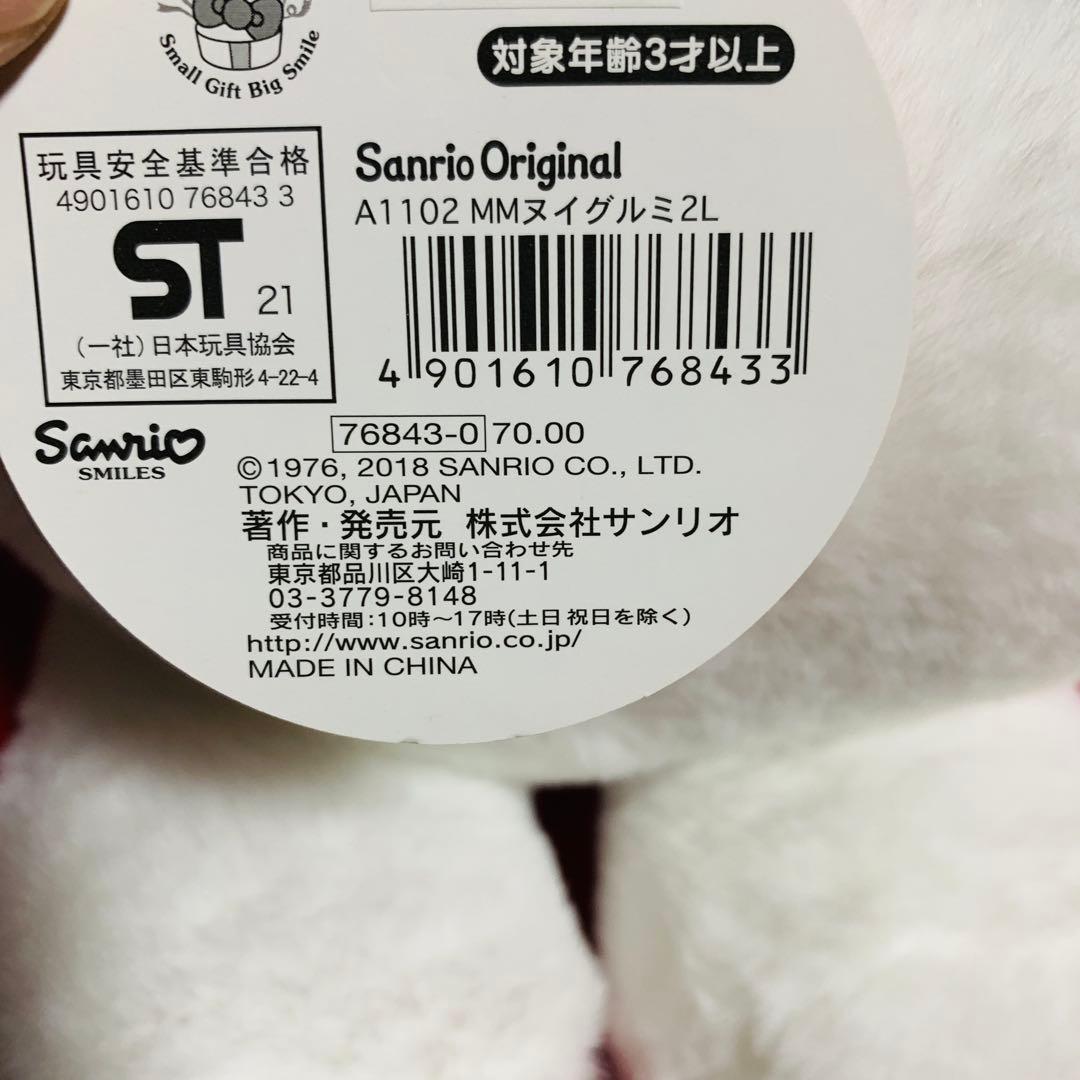 Small Gift Big Smile
対象年齢3才以上
玩具安全基準合格
4901610 76843 3
ST 21
(一社)日本玩具協会
東京都墨田区東駒形4-22-4
Sanrio Original
A1102 MMヌイグルミ2L
4 901610 768433
Sanrio
SMILES
76843-0 70.00
©1976, 2018 SANRIO CO., LTD.
TOKYO, JAPAN
著作・発売元 株式会社サンリオ
商品に関するお問い合わせ先
東京都品川区大崎1-11-1
03-3779-8148
受付時間:10時〜17時(土日祝日を除く)
http://www.sanrio.co.jp/
MADE IN CHINA